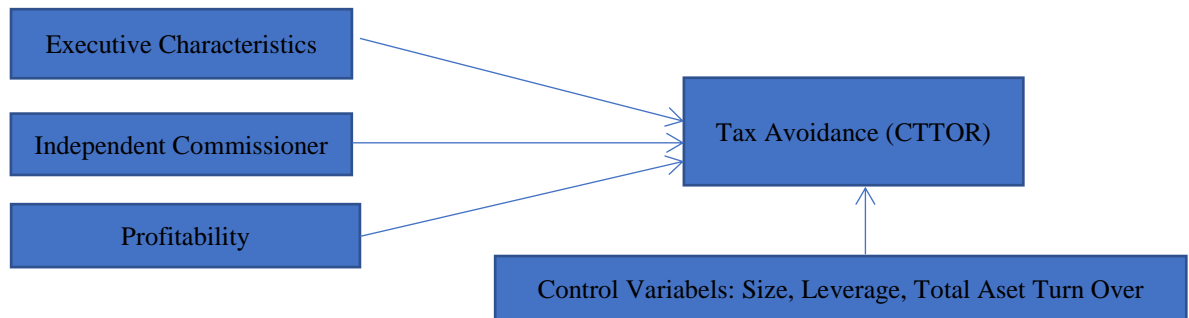 Executive Characteristics
Independent Commissioner
Tax Avoidance (CTTOR)
Profitability
Control Variabels: Size, Leverage, Total Aset Turn Over